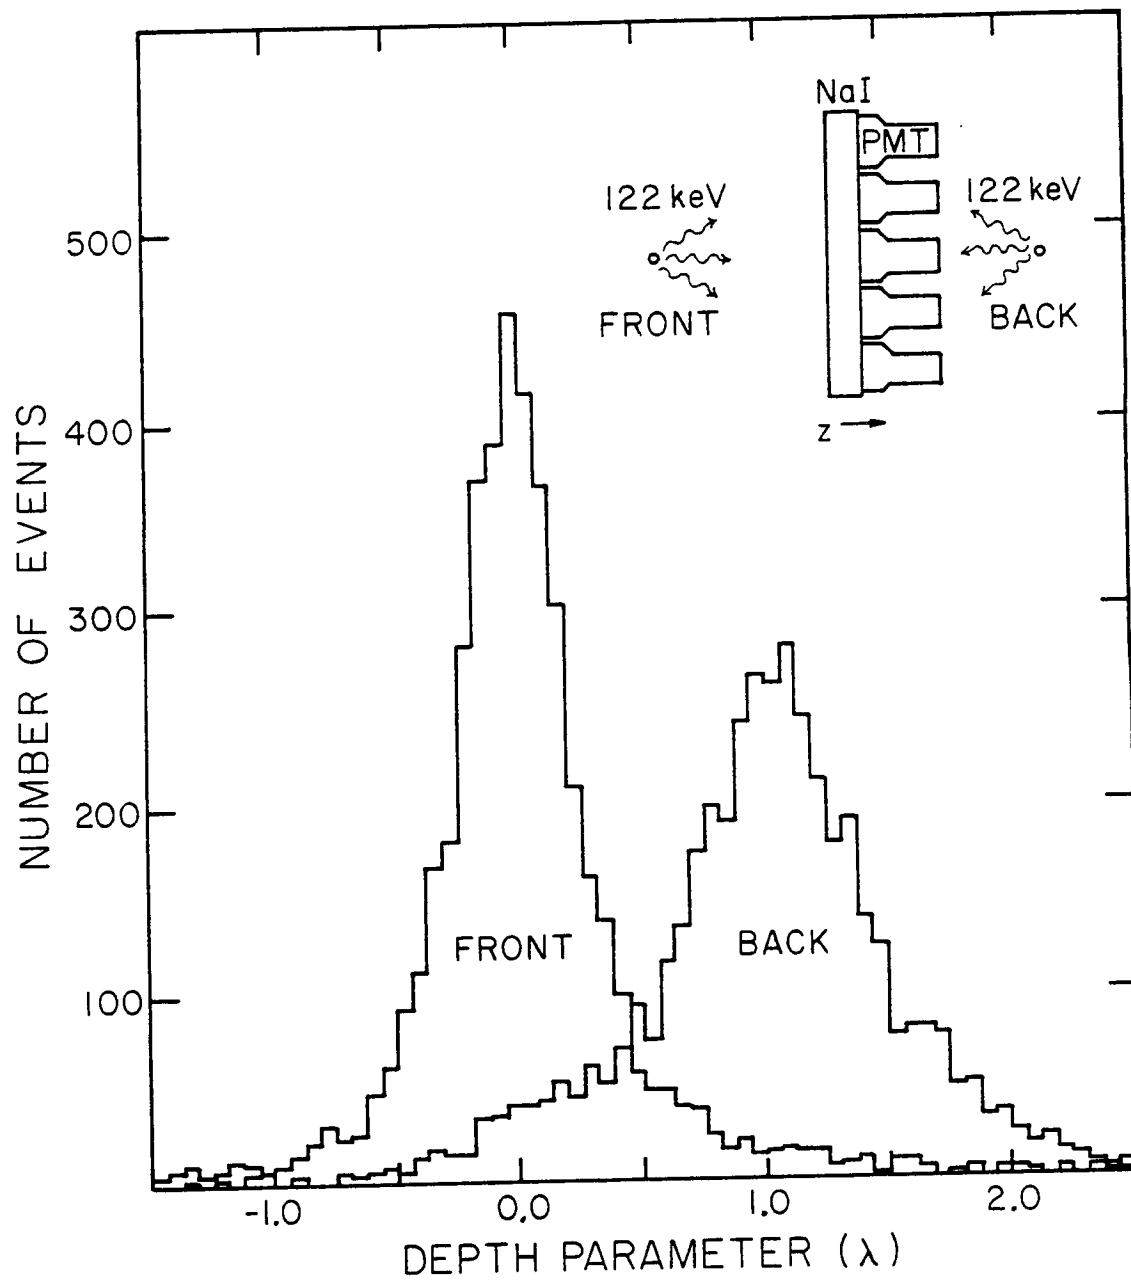 NaI
PMT
122 keV
122 keV
FRONT
BACK
z
500
400
300
200
100
NUMBER OF EVENTS
FRONT
BACK
-1.0
0.0
1.0
2.0
DEPTH PARAMETER (λ)